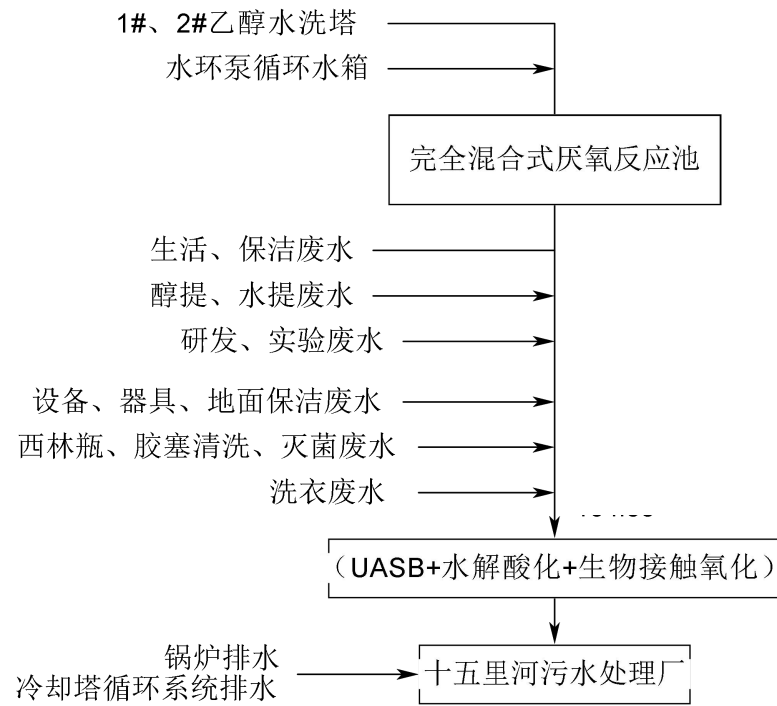 1#、2#乙醇水洗塔
水环泵循环水箱
完全混合式厌氧反应池
生活、保洁废水
醇提、水提废水
研发、实验废水
设备、器具、地面保洁废水
西林瓶、胶塞清洗、灭菌废水
洗衣废水
（UASB+水解酸化+生物接触氧化）
锅炉排水
冷却塔循环系统排水
十五里河污水处理厂